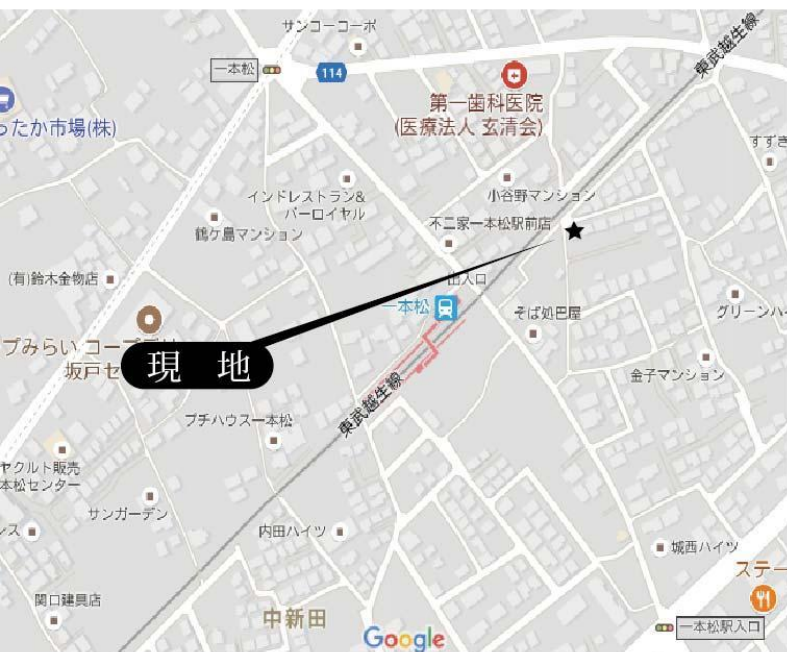 サンコーコーポ
東武越生線
一本松
114
第一歯科医院
(医療法人 玄清会)
ったか市場(株)
すずき
インドレストラン&
バーロイヤル
小谷野マンション
鶴ケ島マンション
不二家一本松駅前店
(有)鈴木金物店
出入口
一本松
そば処巴屋
グリーンハイ
プみらい コープデリ
坂戸セ
現 地
金子マンション
東武越生線
プチハウス一本松
ヤクルト販売
本松センター
サンガーデン
ンス
内田ハイツ
城西ハイツ
ステー
関口建具店
中新田
Google
一本松駅入口